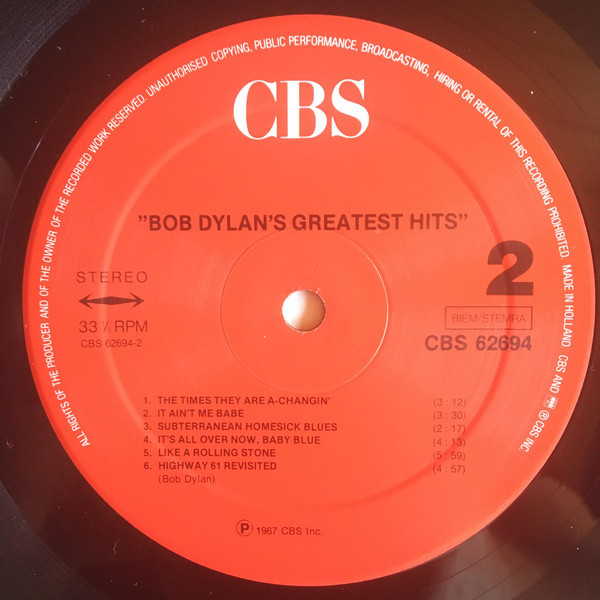 ALL RIGHTS OF THE PRODUCER AND OF THE OWNER OF THE RECORDED WORK RESERVED. UNAUTHORISED COPYING, PUBLIC PERFORMANCE, BROADCASTING, HIRING OR RENTAL OF THIS RECORDING PROHIBITED. MADE IN HOLLAND CBS AND ℗ CBS INC.
CBS
"BOB DYLAN'S GREATEST HITS"
STEREO
2
33⅓ RPM
BIEM STEMRA
CBS 62694-2
CBS 62694
1. THE TIMES THEY ARE A-CHANGIN' (3 : 12)
2. IT AIN'T ME BABE (3 : 30)
3. SUBTERRANEAN HOMESICK BLUES (2 : 17)
4. IT'S ALL OVER NOW, BABY BLUE (4 : 13)
5. LIKE A ROLLING STONE (5 : 59)
6. HIGHWAY 61 REVISITED (4 : 57)
(Bob Dylan)
℗ 1967 CBS Inc.